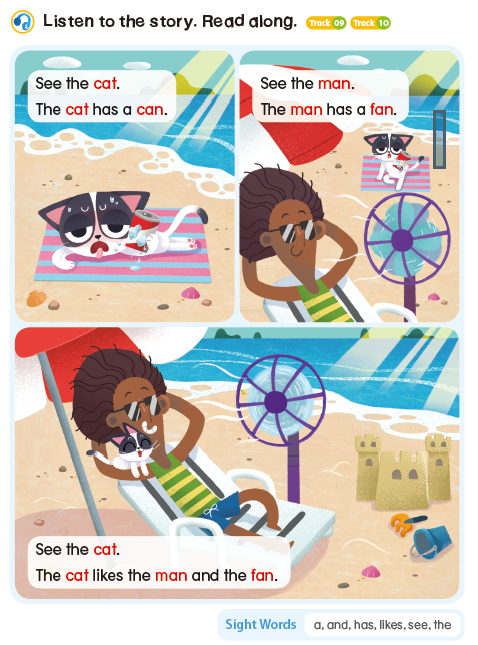 Listen to the story. Read along. Track 09 Track 10
See the cat.
The cat has a can.
See the man.
The man has a fan.
See the cat.
The cat likes the man and the fan.
Sight Words a, and, has, likes, see, the